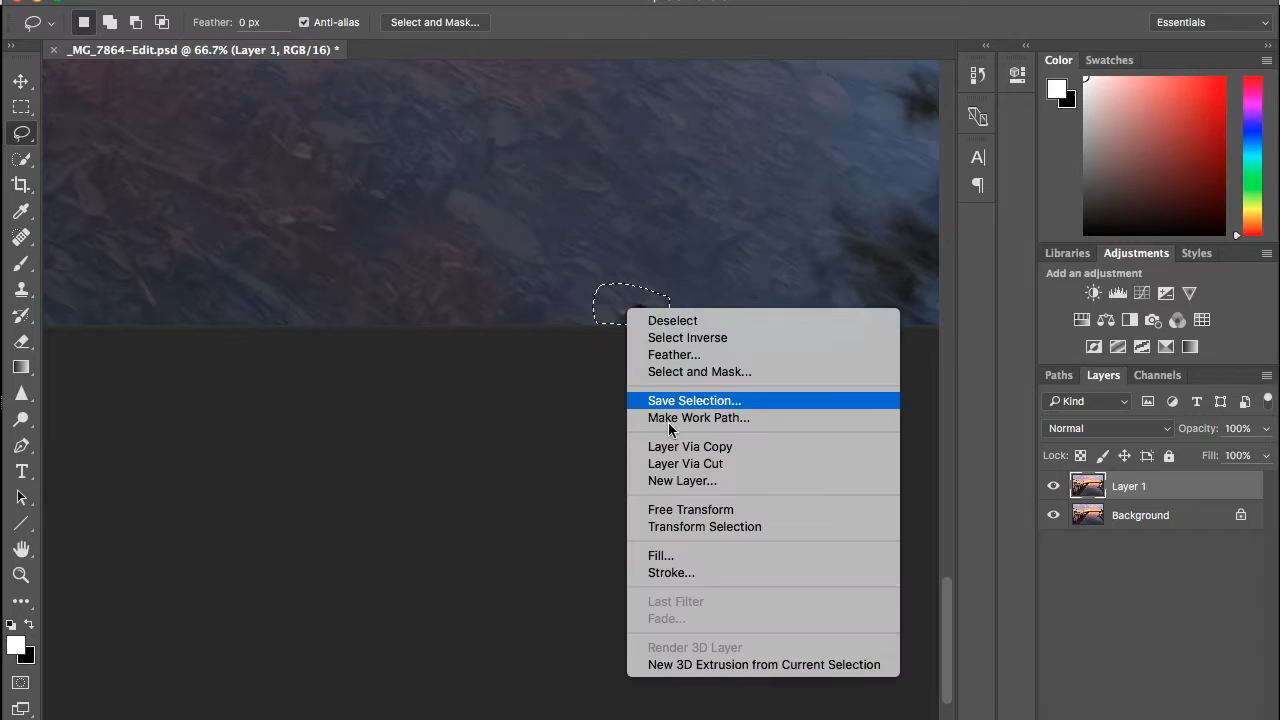 Feather: 0 px Anti-alias Select and Mask... Essentials
_MG_7864-Edit.psd @ 66.7% (Layer 1, RGB/16) *
Color Swatches
Libraries Adjustments Styles
Add an adjustment
Deselect
Select Inverse
Feather...
Select and Mask...
Save Selection...
Make Work Path...
Layer Via Copy
Layer Via Cut
New Layer...
Free Transform
Transform Selection
Fill...
Stroke...
Last Filter
Fade...
Render 3D Layer
New 3D Extrusion from Current Selection
Paths Layers Channels
Kind
Normal Opacity: 100%
Lock: Fill: 100%
Layer 1
Background